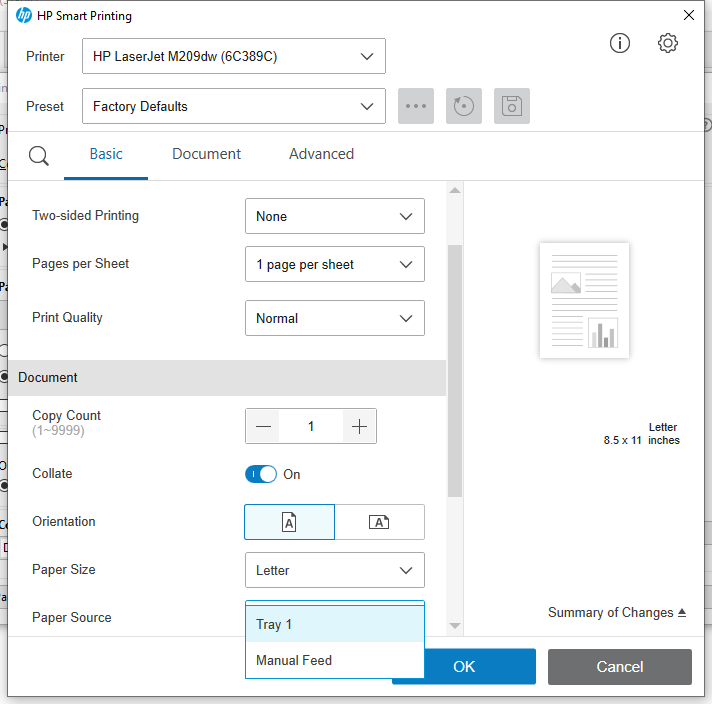 HP Smart Printing
Printer
HP LaserJet M209dw (6C389C)
Preset
Factory Defaults
Basic
Document
Advanced
Two-sided Printing
None
Pages per Sheet
1 page per sheet
Print Quality
Normal
Document
Copy Count
(1~9999)
1
Collate
On
Orientation
A
A
Paper Size
Letter
Paper Source
Tray 1
Manual Feed
Letter
8.5 x 11 inches
Summary of Changes
OK
Cancel